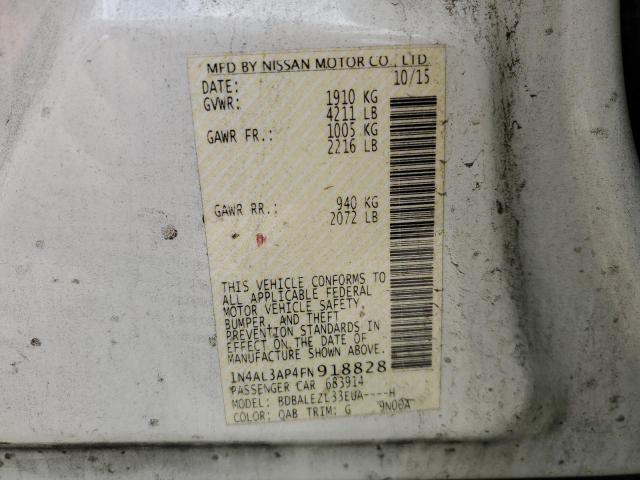 MFD BY NISSAN MOTOR CO., LTD.
DATE: 10/15
GVWR: 1910 KG
4211 LB
GAWR FR.: 1005 KG
2216 LB
GAWR RR.: 940 KG
2072 LB
THIS VEHICLE CONFORMS TO
ALL APPLICABLE FEDERAL
MOTOR VEHICLE SAFETY,
BUMPER, AND THEFT
PREVENTION STANDARDS IN
EFFECT ON THE DATE OF
MANUFACTURE SHOWN ABOVE.
1N4AL3AP4FN918828
PASSENGER CAR 683914
MODEL: BDBALEZL33EUA----H
COLOR: QAB TRIM: G 9N00A